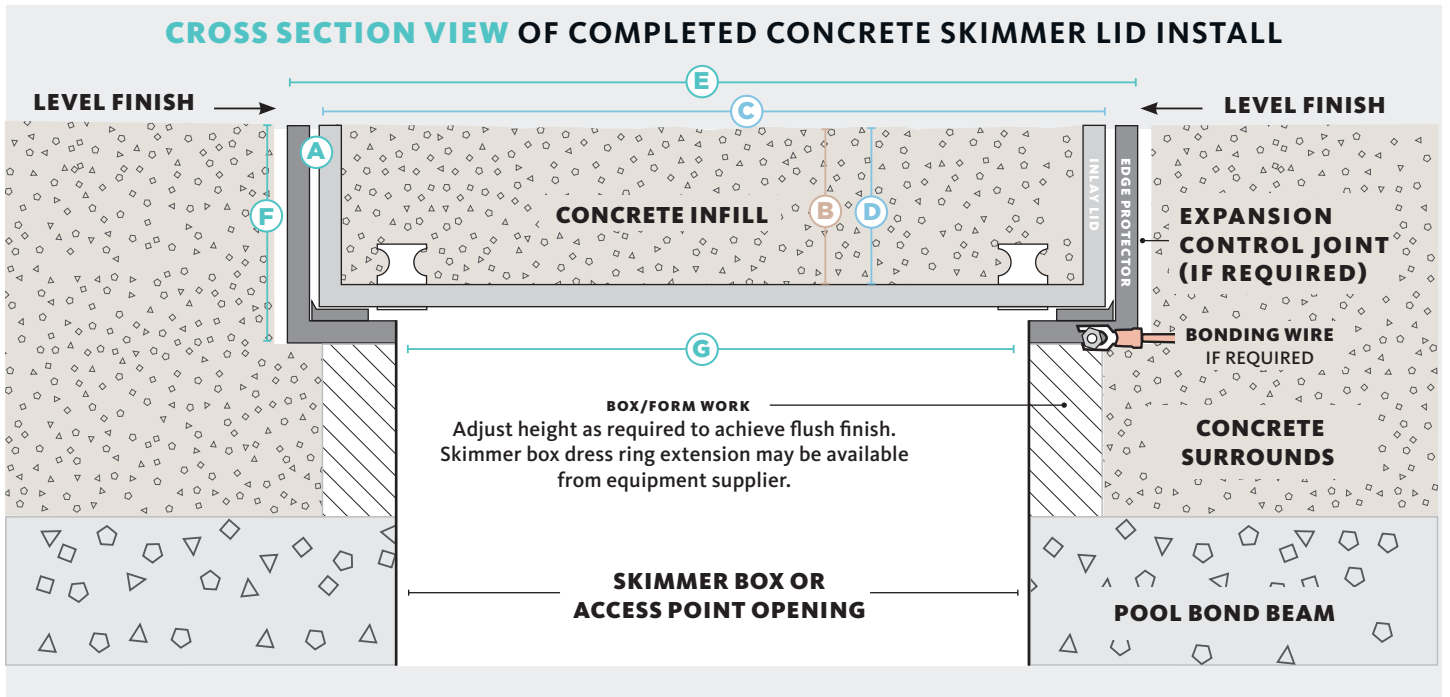 CROSS SECTION VIEW OF COMPLETED CONCRETE SKIMMER LID INSTALL
E
LEVEL FINISH
C
LEVEL FINISH
A
INLAY LID
EDGE PROTECTOR
F
CONCRETE INFILL
B
D
EXPANSION
CONTROL JOINT
(IF REQUIRED)
BONDING WIRE
IF REQUIRED
G
BOX/FORM WORK
Adjust height as required to achieve flush finish.
Skimmer box dress ring extension may be available
from equipment supplier.
CONCRETE
SURROUNDS
SKIMMER BOX OR
ACCESS POINT OPENING
POOL BOND BEAM